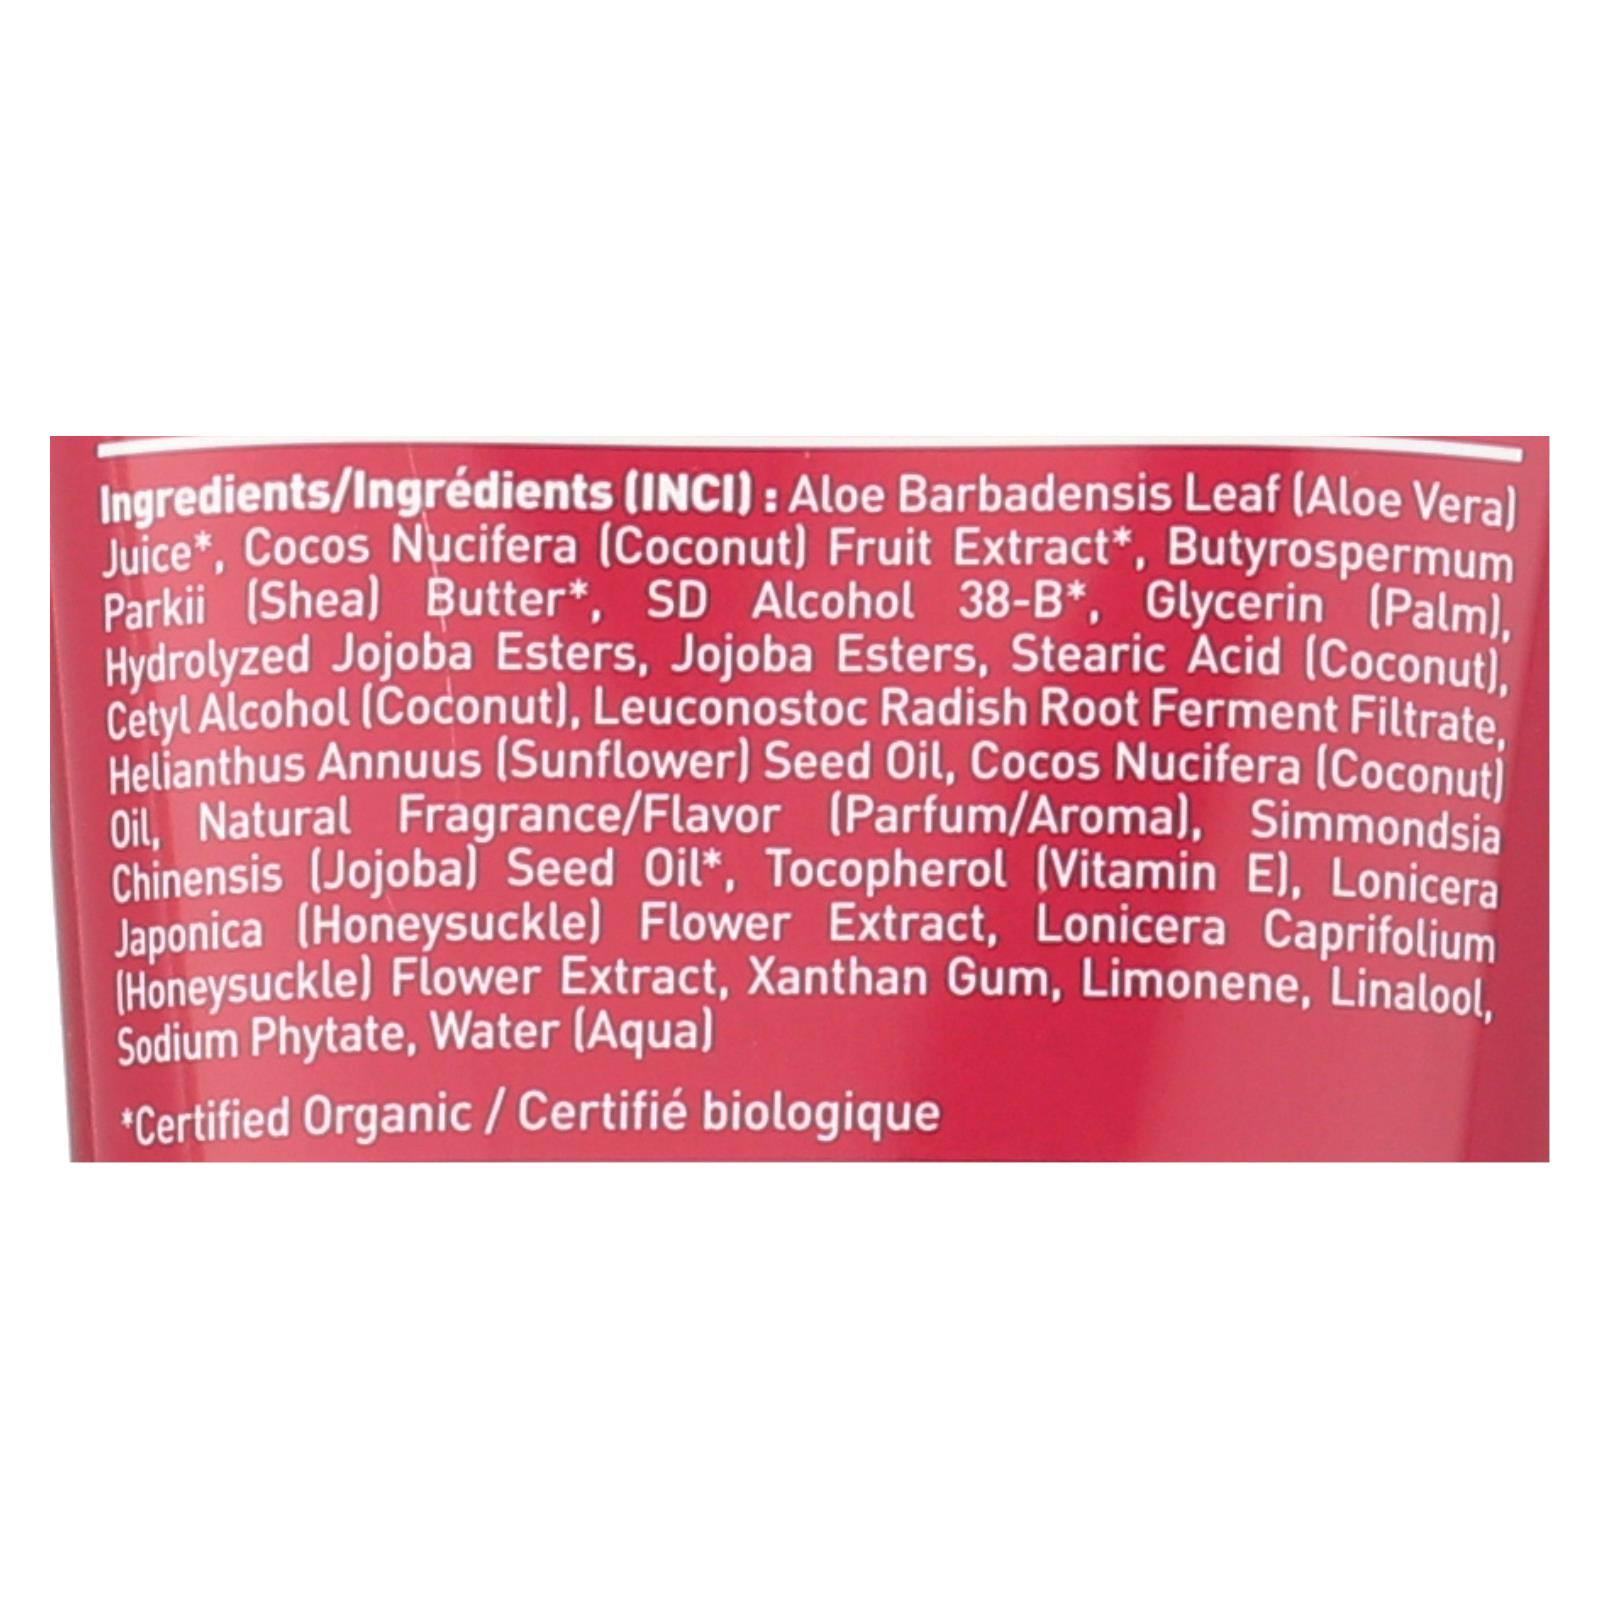 Ingredients/Ingrédients (INCI) : Aloe Barbadensis Leaf (Aloe Vera)
Juice*, Cocos Nucifera (Coconut) Fruit Extract*, Butyrospermum
Parkii (Shea) Butter*, SD Alcohol 38-B*, Glycerin (Palm),
Hydrolyzed Jojoba Esters, Jojoba Esters, Stearic Acid (Coconut),
Cetyl Alcohol (Coconut), Leuconostoc Radish Root Ferment Filtrate,
Helianthus Annuus (Sunflower) Seed Oil, Cocos Nucifera (Coconut)
Oil, Natural Fragrance/Flavor (Parfum/Aroma), Simmondsia
Chinensis (Jojoba) Seed Oil*, Tocopherol (Vitamin E), Lonicera
Japonica (Honeysuckle) Flower Extract, Lonicera Caprifolium
(Honeysuckle) Flower Extract, Xanthan Gum, Limonene, Linalool,
Sodium Phytate, Water (Aqua)
*Certified Organic / Certifié biologique